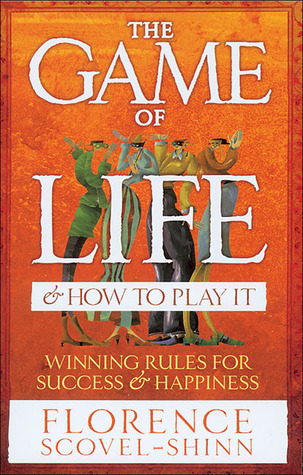 THE
GAME
OF
LIFE
& HOW TO PLAY IT
WINNING RULES FOR
SUCCESS & HAPPINESS
FLORENCE
SCOVEL-SHINN